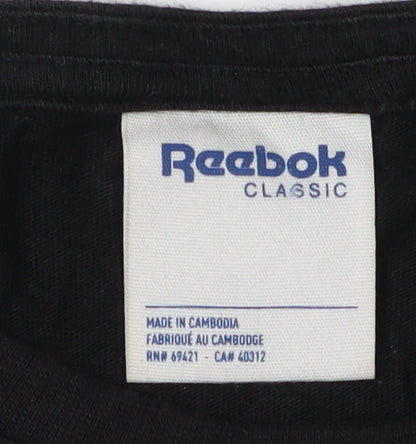 Reebok
CLASSIC
MADE IN CAMBODIA
FABRIQUÉ AU CAMBODGE
RN# 69421 - CA# 40312